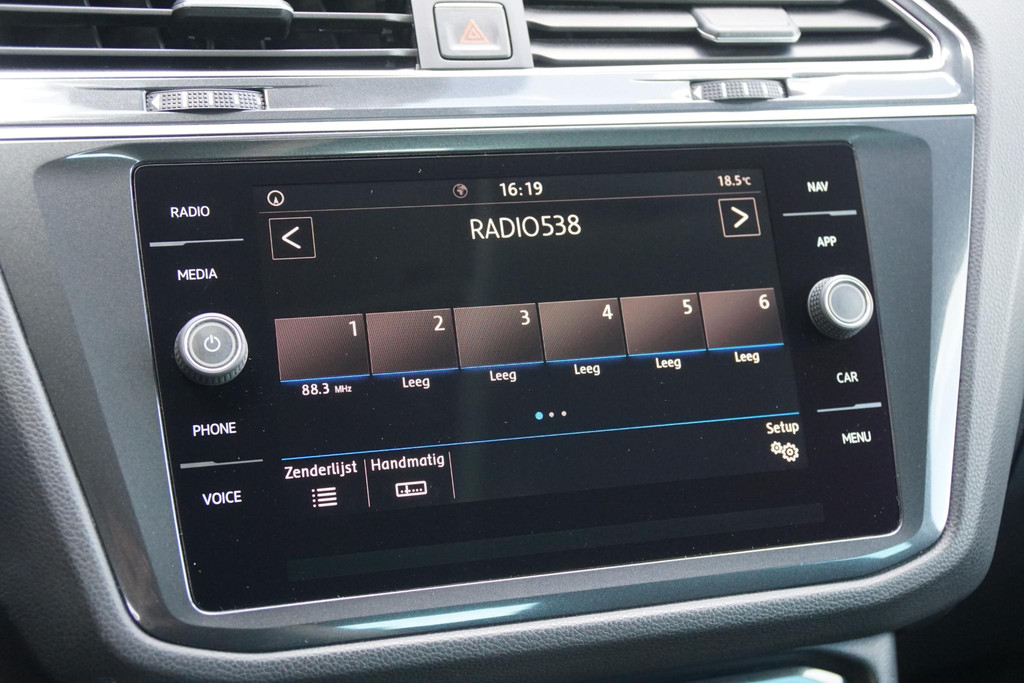 16:19
18.5°C
RADIO
NAV
RADIO538
APP
MEDIA
1 2 3 4 5 6
88.3 MHz Leeg Leeg Leeg Leeg Leeg
CAR
PHONE
Setup
MENU
Zenderlijst Handmatig
VOICE